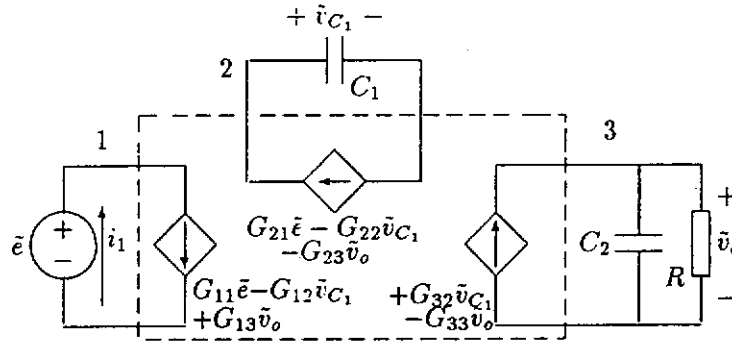 + ṽ_{C_1} −
2
C_1
1
3
ẽ
+
−
i_1
G_{21}ẽ − G_{22}ṽ_{C_1}
−G_{23}ṽ_o
G_{11}ẽ−G_{12}ṽ_{C_1}
+G_{13}ṽ_o
+G_{32}ṽ_{C_1}
−G_{33}ṽ_o
C_2
R
+
ṽ_o
−